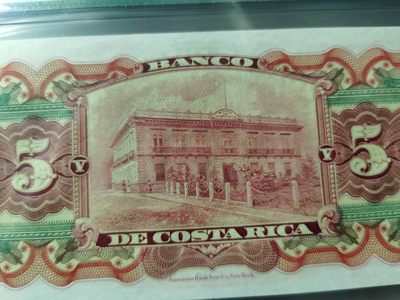 BANCO
5 Y Y 5
DE COSTA RICA
American Bank Note Co. New York.